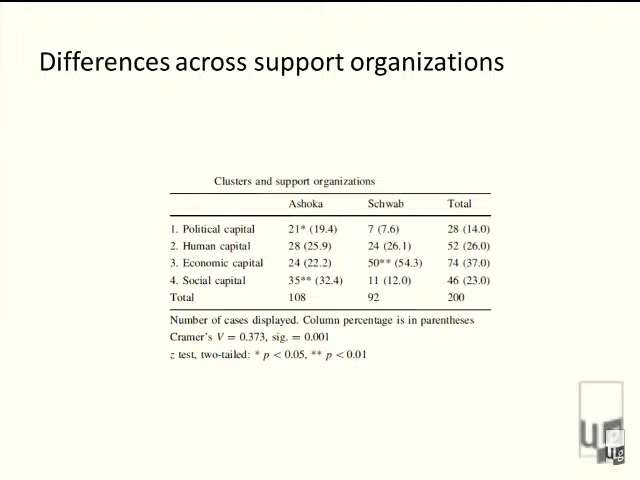 Differences across support organizations
Clusters and support organizations
Ashoka Schwab Total
1. Political capital 21* (19.4) 7 (7.6) 28 (14.0)
2. Human capital 28 (25.9) 24 (26.1) 52 (26.0)
3. Economic capital 24 (22.2) 50** (54.3) 74 (37.0)
4. Social capital 35** (32.4) 11 (12.0) 46 (23.0)
Total 108 92 200
Number of cases displayed. Column percentage is in parentheses
Cramer's V = 0.373, sig. = 0.001
z test, two-tailed: * p < 0.05, ** p < 0.01